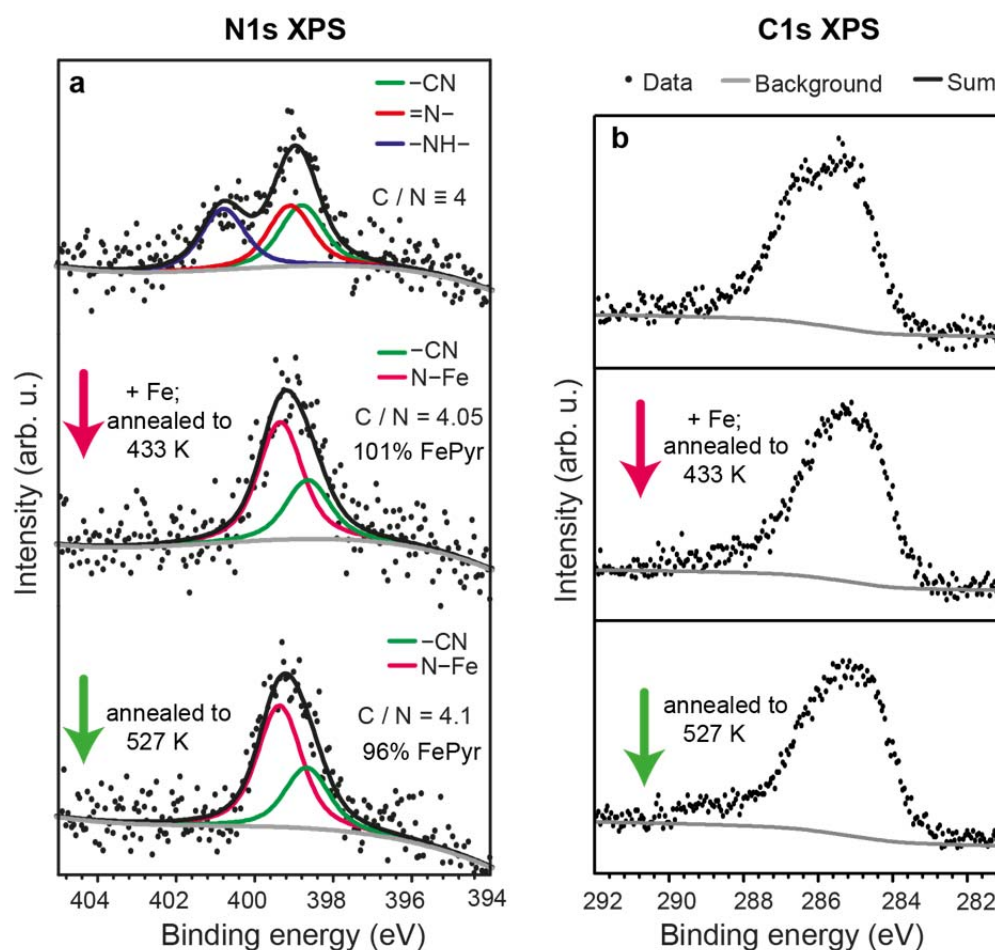 N1s XPS
a
−CN
=N−
−NH−
C / N ≡ 4
−CN
N−Fe
+ Fe;
annealed to
433 K
C / N = 4.05
101% FePyr
−CN
N−Fe
annealed to
527 K
C / N = 4.1
96% FePyr
Intensity (arb. u.)
404 402 400 398 396 394
Binding energy (eV)
C1s XPS
Data Background Sum
b
+ Fe;
annealed to
433 K
annealed to
527 K
Intensity (arb. u.)
292 290 288 286 284 282
Binding energy (eV)